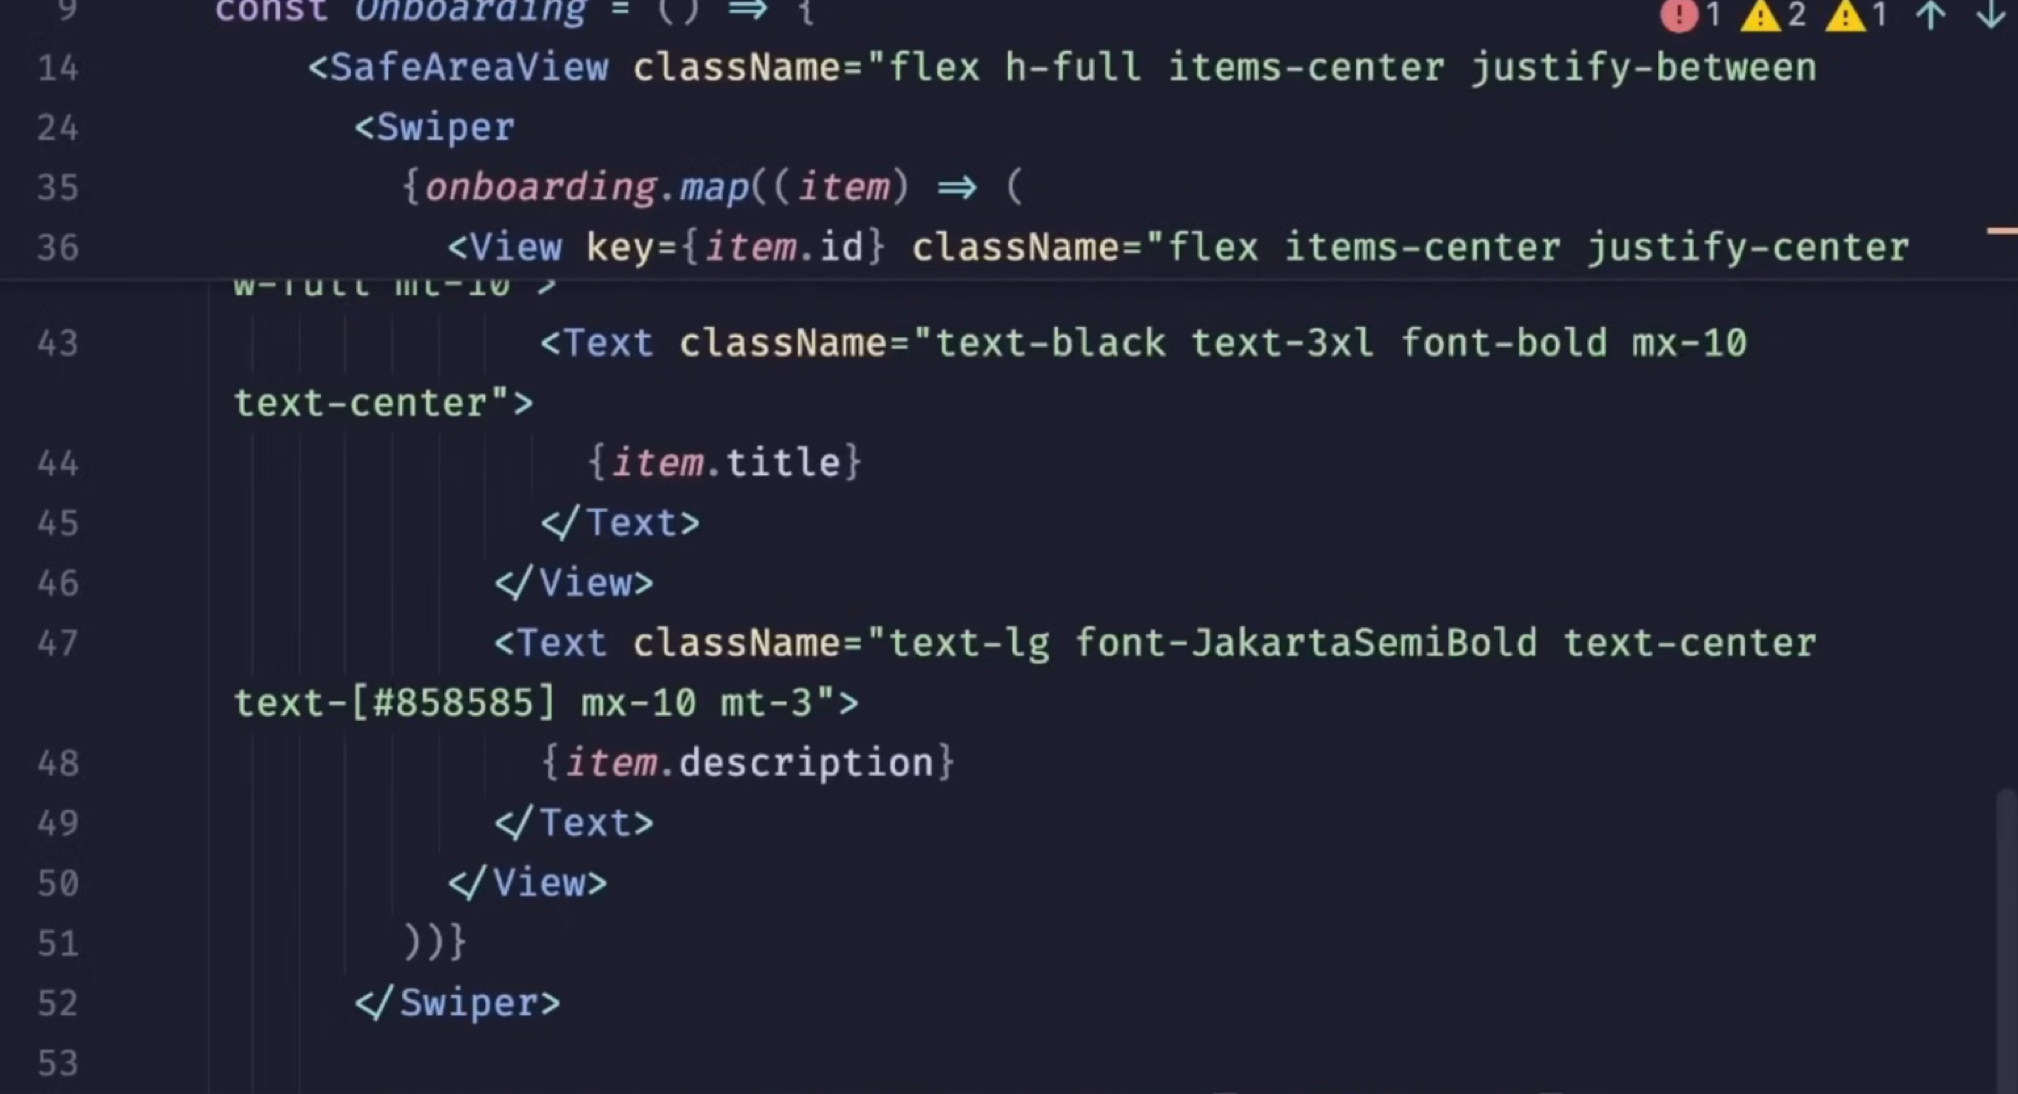 9 const Onboarding = () => {
1 2 1
14 <SafeAreaView className="flex h-full items-center justify-between
24 <Swiper
35 {onboarding.map((item) => (
36 <View key={item.id} className="flex items-center justify-center
w-full mt-10">
43 <Text className="text-black text-3xl font-bold mx-10
text-center">
44 {item.title}
45 </Text>
46 </View>
47 <Text className="text-lg font-JakartaSemiBold text-center
text-[#858585] mx-10 mt-3">
48 {item.description}
49 </Text>
50 </View>
51 ))}
52 </Swiper>
53